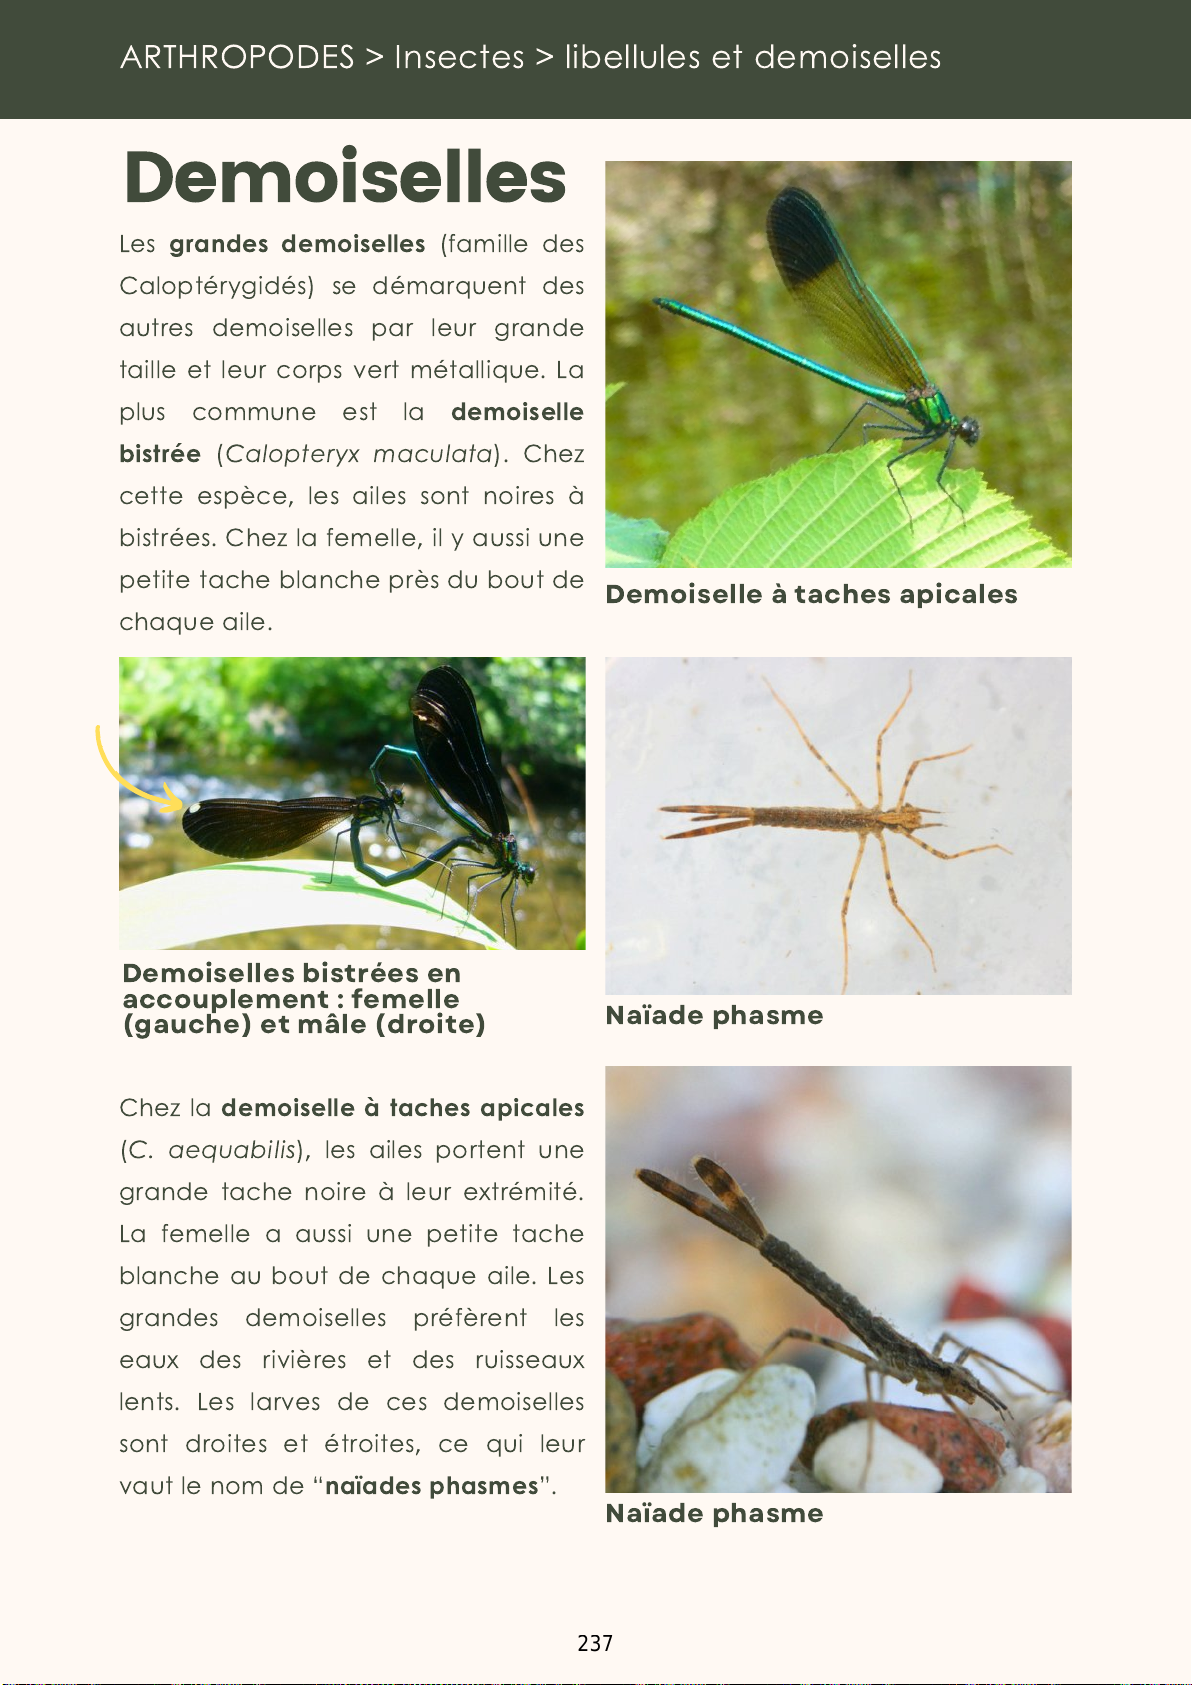 ARTHROPODES > Insectes > libellules et demoiselles
Demoiselles
Les grandes demoiselles (famille des
Caloptérygidés) se démarquent des
autres demoiselles par leur grande
taille et leur corps vert métallique. La
plus commune est la demoiselle
bistrée (Calopteryx maculata). Chez
cette espèce, les ailes sont noires à
bistrées. Chez la femelle, il y aussi une
petite tache blanche près du bout de
chaque aile.
Demoiselle à taches apicales
Demoiselles bistrées en
accouplement : femelle
(gauche) et mâle (droite)
Naïade phasme
Chez la demoiselle à taches apicales
(C. aequabilis), les ailes portent une
grande tache noire à leur extrémité.
La femelle a aussi une petite tache
blanche au bout de chaque aile. Les
grandes demoiselles préfèrent les
eaux des rivières et des ruisseaux
lents. Les larves de ces demoiselles
sont droites et étroites, ce qui leur
vaut le nom de “naïades phasmes”.
Naïade phasme
237